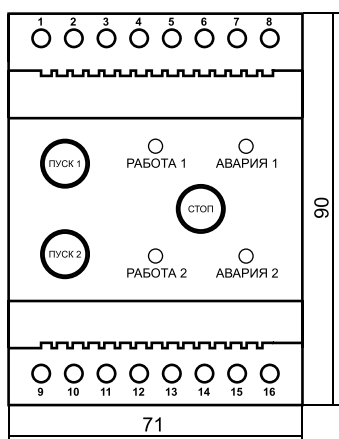 1 2 3 4 5 6 7 8
ПУСК 1
РАБОТА 1
АВАРИЯ 1
СТОП
ПУСК 2
РАБОТА 2
АВАРИЯ 2
90
9 10 11 12 13 14 15 16
71